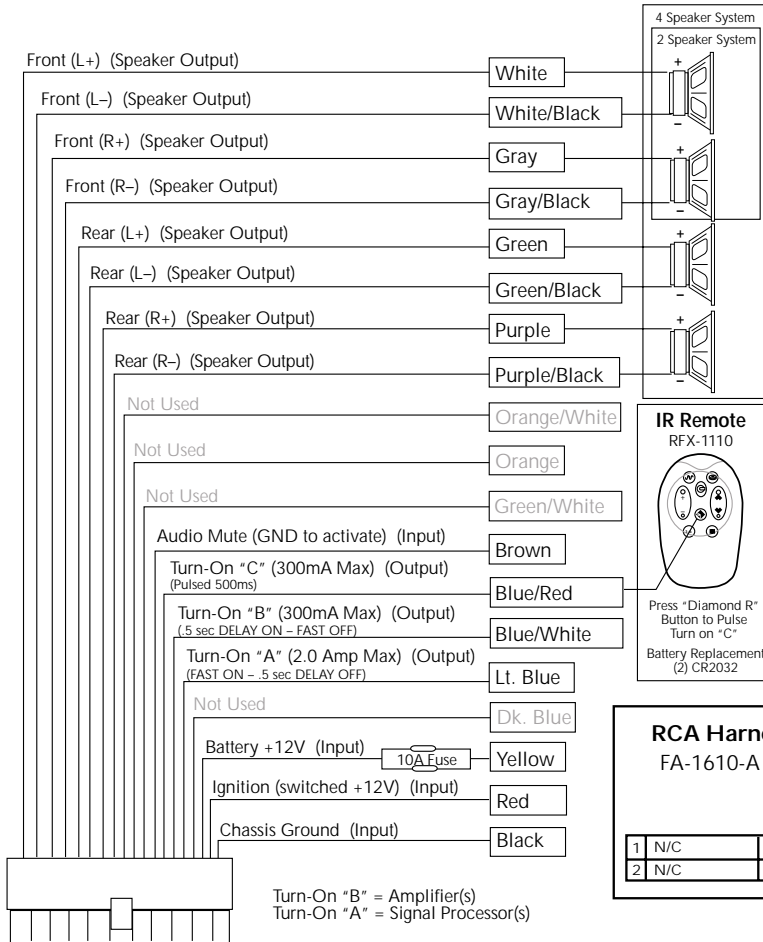 4 Speaker System
2 Speaker System
Front (L+) (Speaker Output)
White
+
Front (L–) (Speaker Output)
White/Black
–
Front (R+) (Speaker Output)
Gray
+
Front (R–) (Speaker Output)
Gray/Black
–
Rear (L+) (Speaker Output)
Green
+
Rear (L–) (Speaker Output)
Green/Black
–
Rear (R+) (Speaker Output)
Purple
+
Rear (R–) (Speaker Output)
Purple/Black
–
Not Used
Orange/White
Not Used
Orange
Not Used
Green/White
Audio Mute (GND to activate) (Input)
Brown
Turn-On "C" (300mA Max) (Output)
(Pulsed 500ms)
Blue/Red
Turn-On "B" (300mA Max) (Output)
(.5 sec DELAY ON – FAST OFF)
Blue/White
Turn-On "A" (2.0 Amp Max) (Output)
(FAST ON – .5 sec DELAY OFF)
Lt. Blue
Not Used
Dk. Blue
Battery +12V (Input)
10A Fuse
Yellow
Ignition (switched +12V) (Input)
Red
Chassis Ground (Input)
Black
IR Remote
RFX-1110
Press "Diamond R"
Button to Pulse
Turn on "C"
Battery Replacement
(2) CR2032
RCA Harne
FA-1610-A
1 N/C
2 N/C
Turn-On "B" = Amplifier(s)
Turn-On "A" = Signal Processor(s)